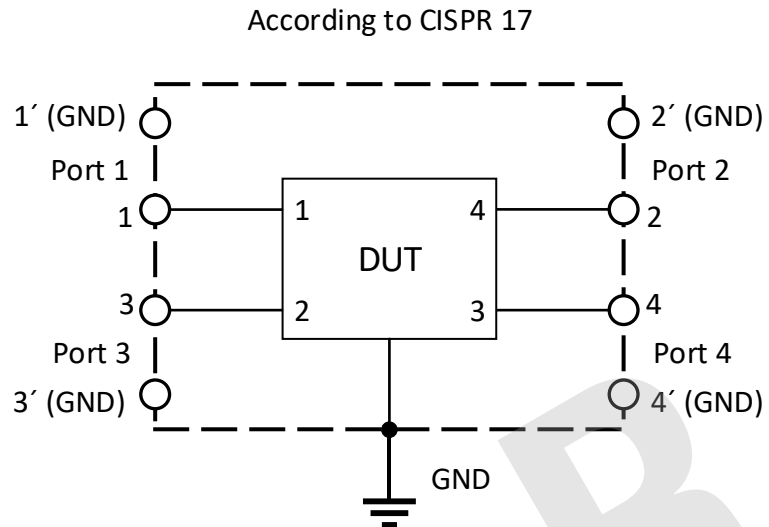 According to CISPR 17
1´ (GND) 2´ (GND)
Port 1 Port 2
1 1 4 2
DUT
3 2 3 4
Port 3 Port 4
3´ (GND) 4´ (GND)
GND